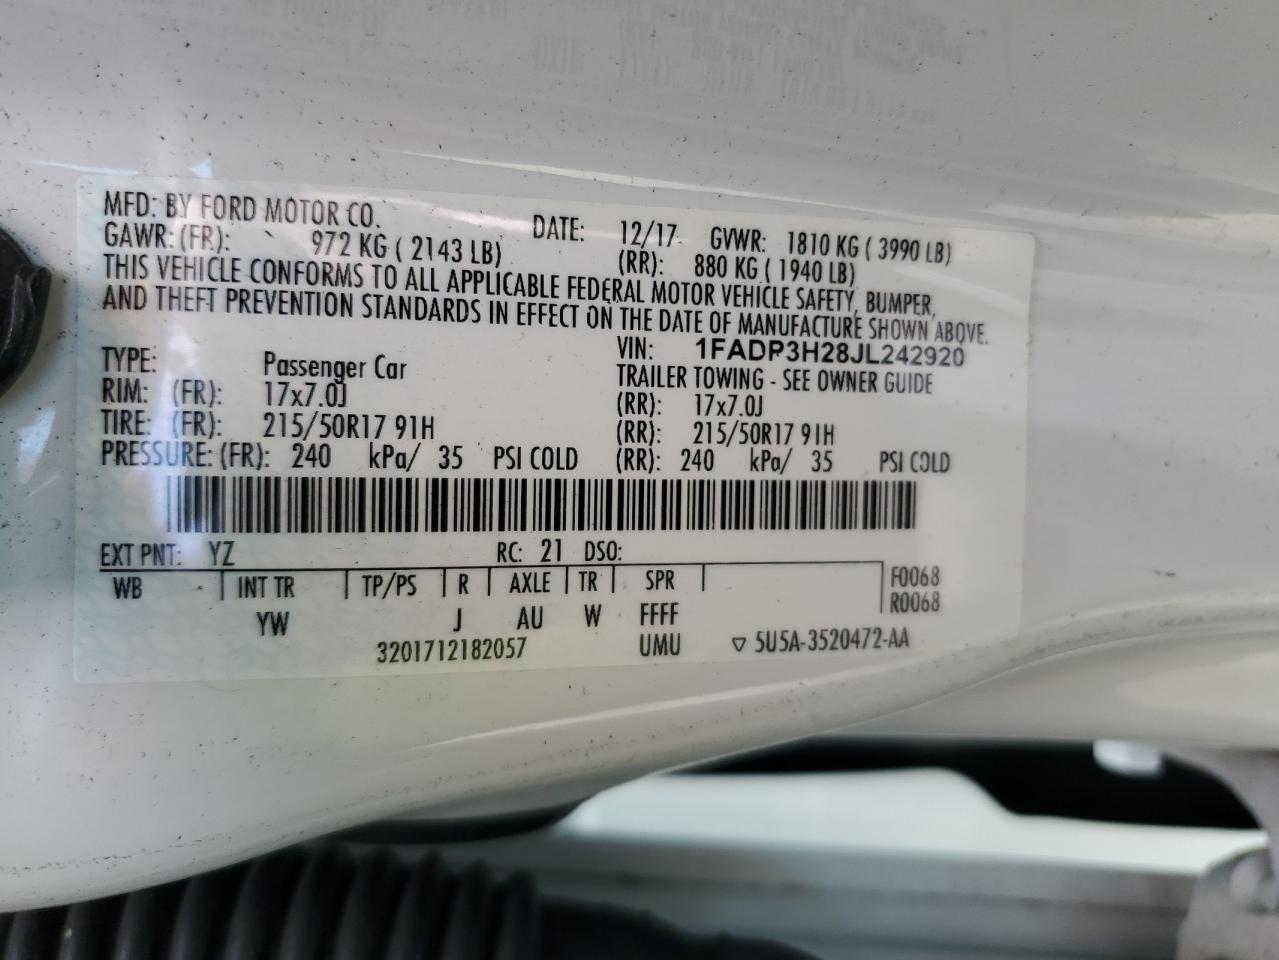 MFD. BY FORD MOTOR CO. DATE: 12/17 GVWR: 1810 KG ( 3990 LB)
GAWR: (FR): 972 KG ( 2143 LB) (RR): 880 KG ( 1940 LB)
THIS VEHICLE CONFORMS TO ALL APPLICABLE FEDERAL MOTOR VEHICLE SAFETY, BUMPER,
AND THEFT PREVENTION STANDARDS IN EFFECT ON THE DATE OF MANUFACTURE SHOWN ABOVE.
VIN: 1FADP3H28JL242920
TYPE: Passenger Car TRAILER TOWING - SEE OWNER GUIDE
RIM: (FR): 17x7.0J (RR): 17x7.0J
TIRE: (FR): 215/50R17 91H (RR): 215/50R17 91H
PRESSURE: (FR): 240 kPa/ 35 PSI COLD (RR): 240 kPa/ 35 PSI COLD
EXT PNT: YZ RC: 21 DSO:
WB INT TR TP/PS R AXLE TR SPR F0068
YW J AU W FFFF R0068
3201712182057 UMU ▽ 5U5A-3520472-AA